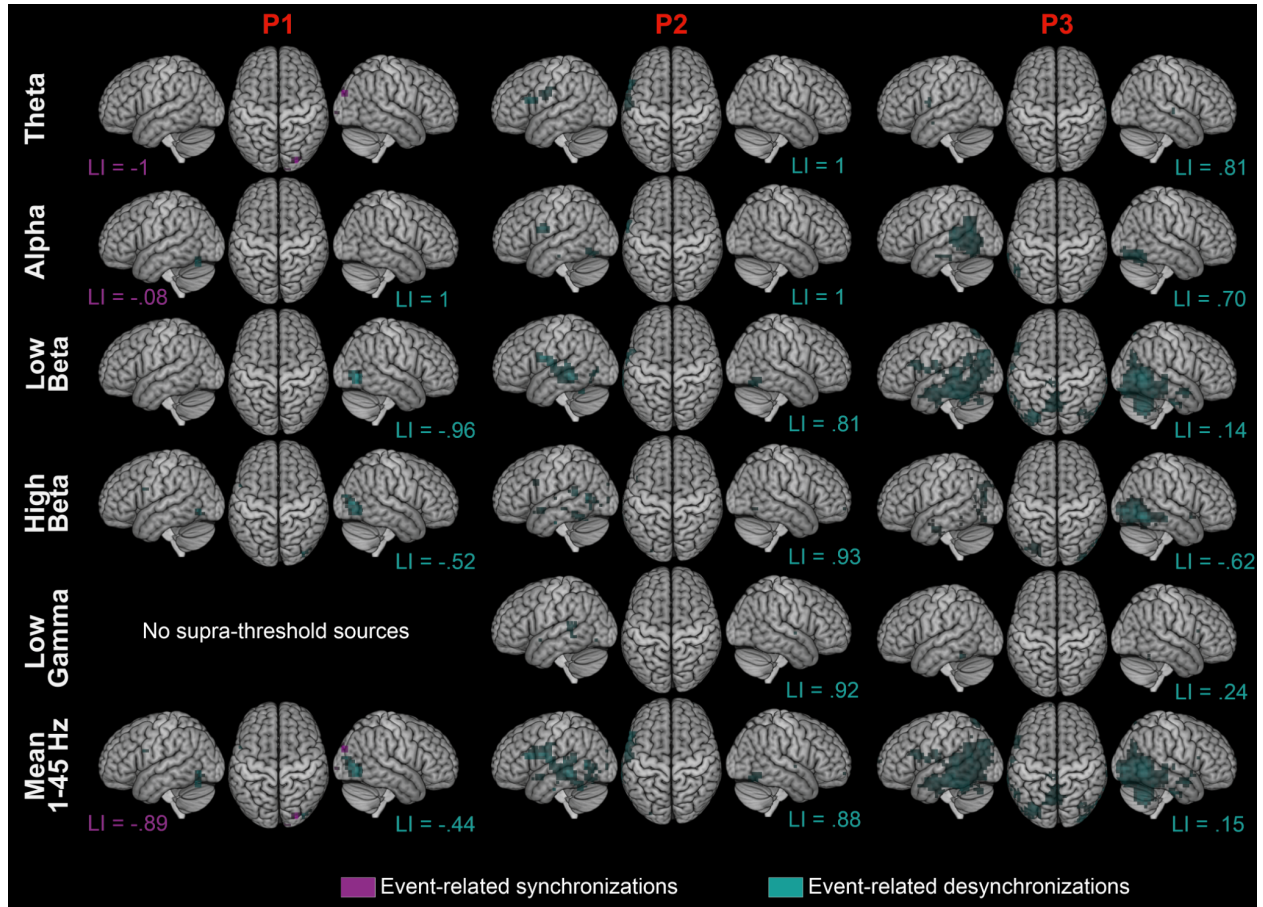 P1 P2 P3
Theta
LI = -1 LI = 1 LI = .81
Alpha
LI = -.08 LI = 1 LI = 1 LI = .70
Low
Beta
LI = -.96 LI = .81 LI = .14
High
Beta
LI = -.52 LI = .93 LI = -.62
Low
Gamma
No supra-threshold sources
LI = .92 LI = .24
Mean
1-45 Hz
LI = -.89 LI = -.44 LI = .88 LI = .15
Event-related synchronizations Event-related desynchronizations